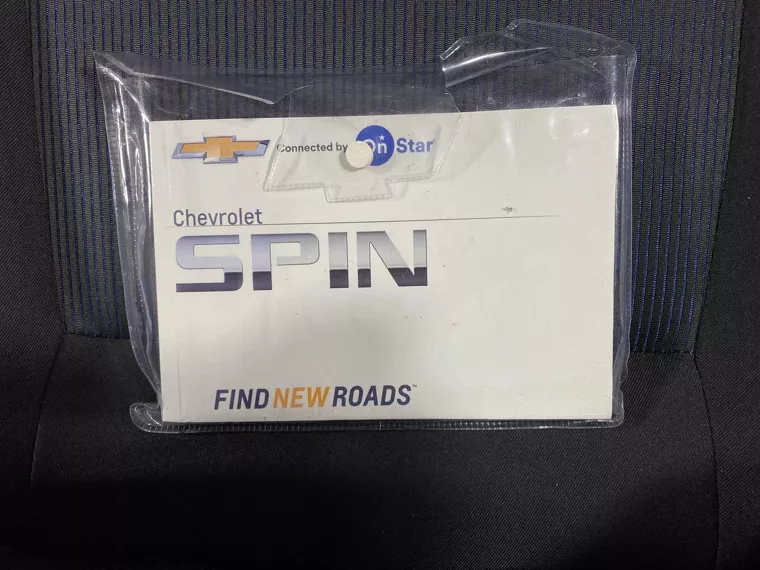 Connected by OnStar
Chevrolet
SPIN
FIND NEW ROADS™